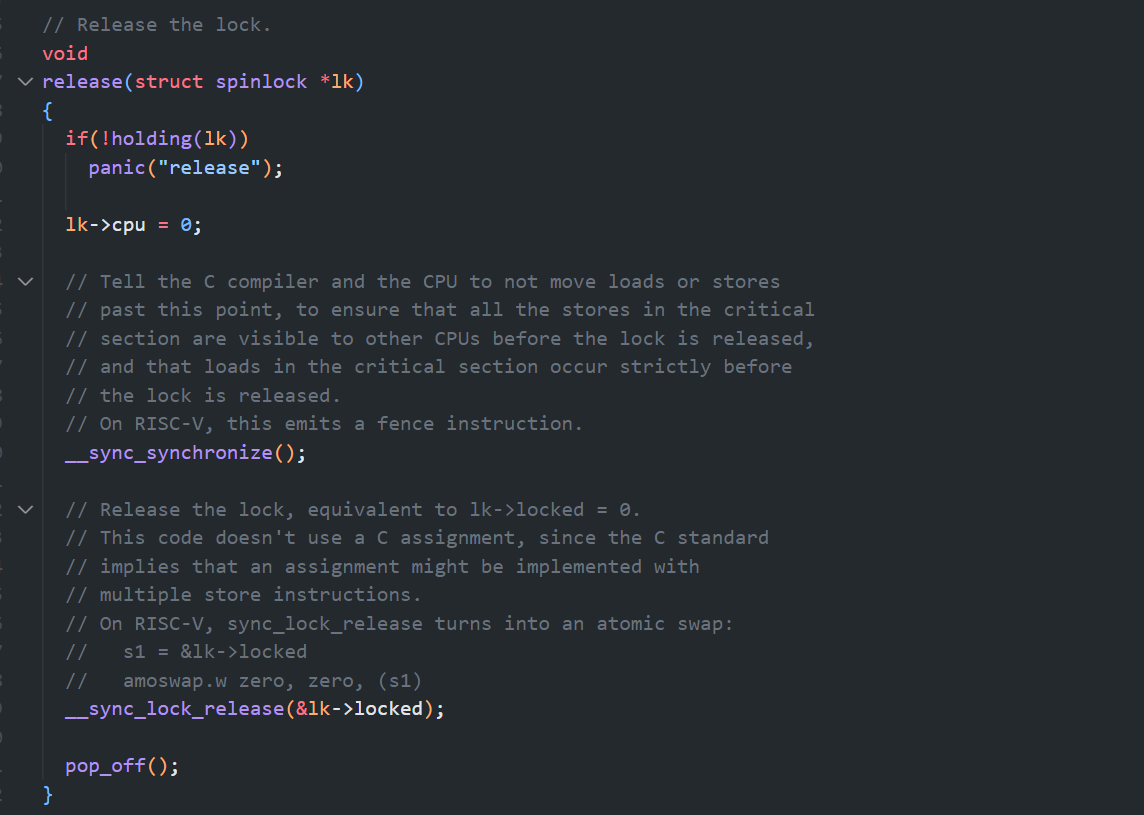 // Release the lock.
void
release(struct spinlock *lk)
{
  if(!holding(lk))
    panic("release");

  lk->cpu = 0;

  // Tell the C compiler and the CPU to not move loads or stores
  // past this point, to ensure that all the stores in the critical
  // section are visible to other CPUs before the lock is released,
  // and that loads in the critical section occur strictly before
  // the lock is released.
  // On RISC-V, this emits a fence instruction.
  __sync_synchronize();

  // Release the lock, equivalent to lk->locked = 0.
  // This code doesn't use a C assignment, since the C standard
  // implies that an assignment might be implemented with
  // multiple store instructions.
  // On RISC-V, sync_lock_release turns into an atomic swap:
  //   s1 = &lk->locked
  //   amoswap.w zero, zero, (s1)
  __sync_lock_release(&lk->locked);

  pop_off();
}